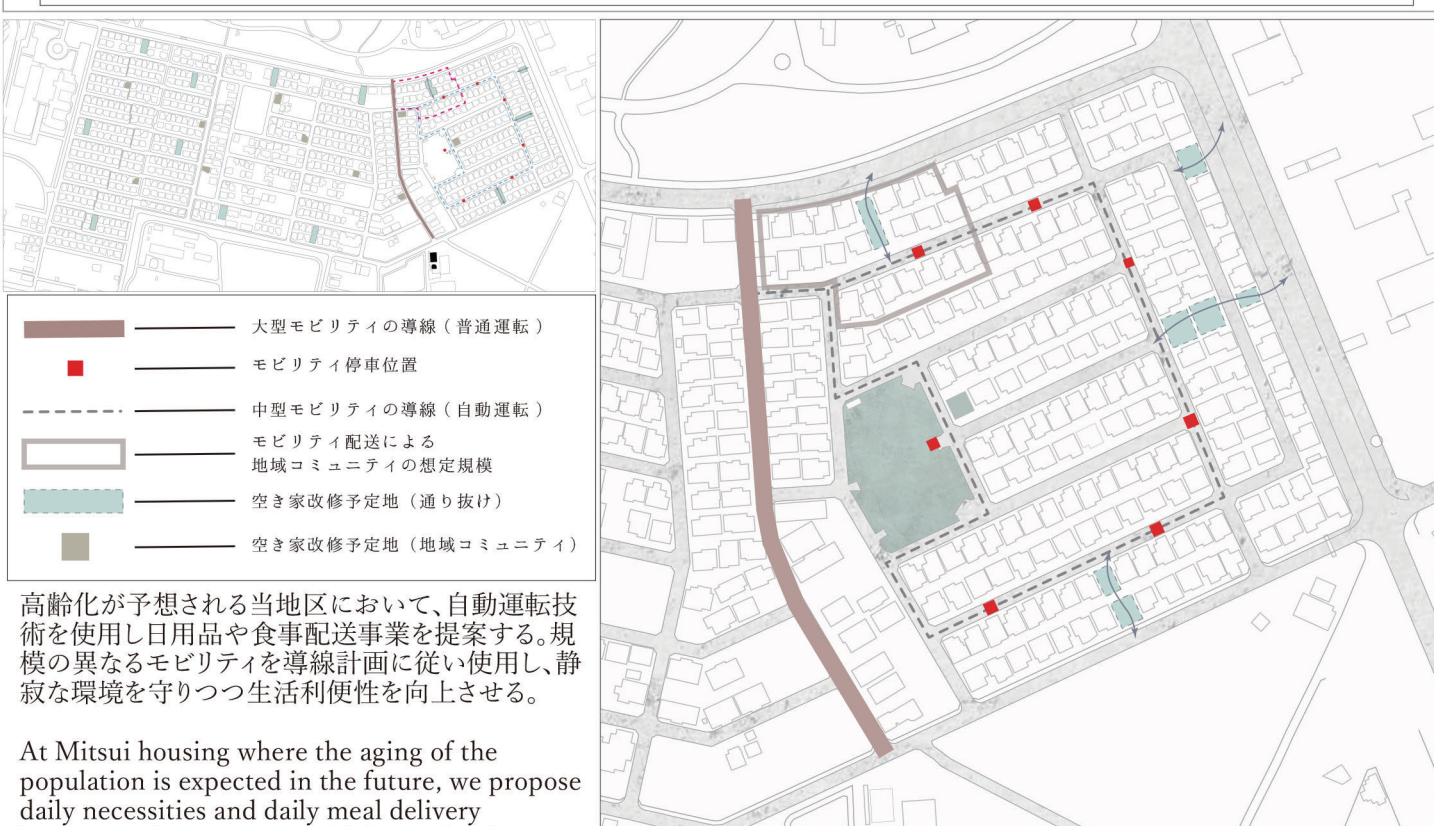 大型モビリティの導線（普通運転）
モビリティ停車位置
中型モビリティの導線（自動運転）
モビリティ配送による
地域コミュニティの想定規模
空き家改修予定地（通り抜け）
空き家改修予定地（地域コミュニティ）
高齢化が予想される当地区において、自動運転技
術を使用し日用品や食事配送事業を提案する。規
模の異なるモビリティを導線計画に従い使用し、静
寂な環境を守りつつ生活利便性を向上させる。
At Mitsui housing where the aging of the
population is expected in the future, we propose
daily necessities and daily meal delivery